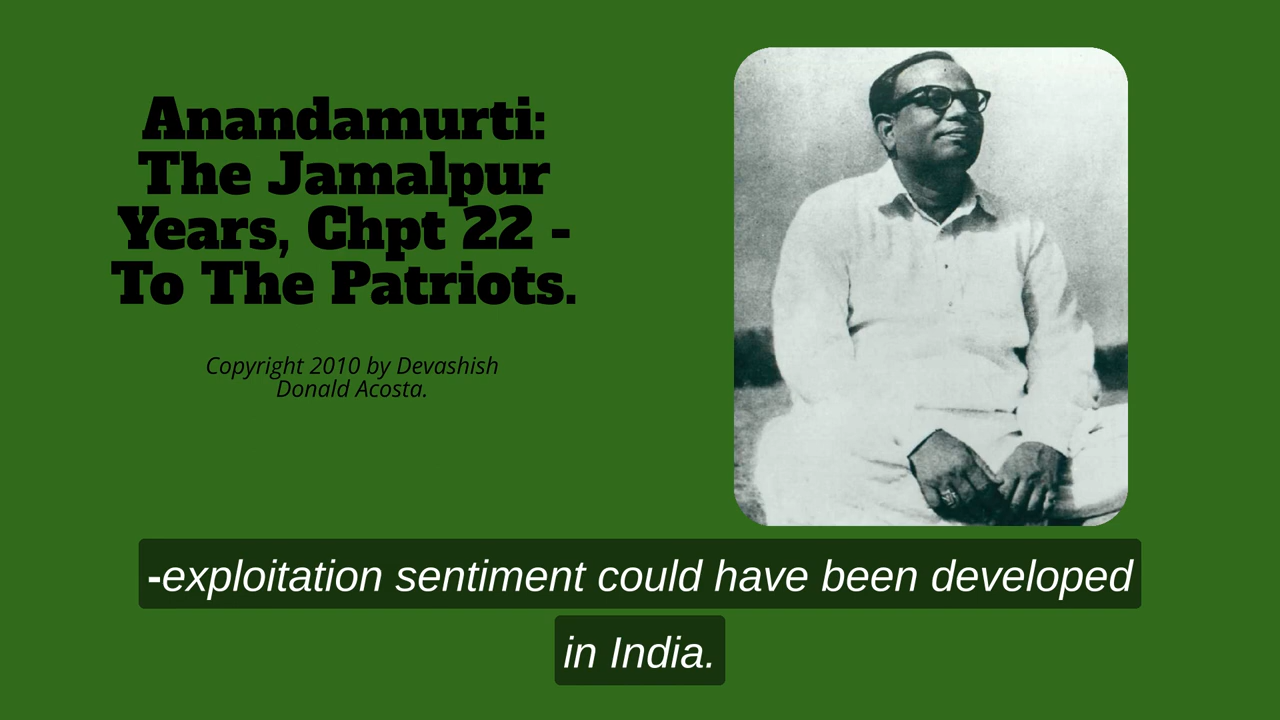 Anandamurti:
The Jamalpur
Years, Chpt 22 -
To The Patriots.
Copyright 2010 by Devashish
Donald Acosta.
-exploitation sentiment could have been developed
in India.